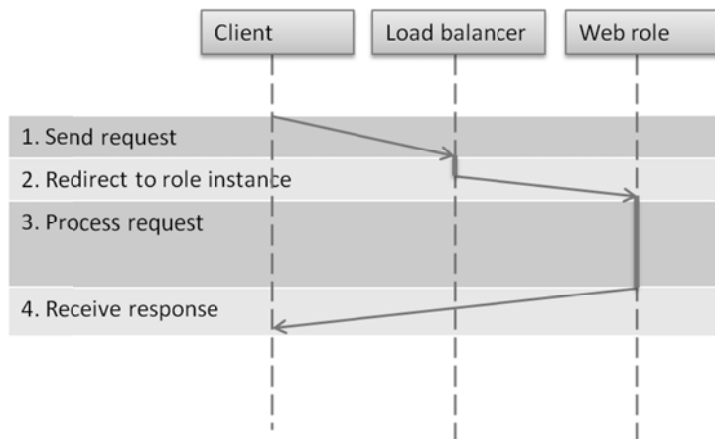 Client
Load balancer
Web role
1. Send request
2. Redirect to role instance
3. Process request
4. Receive response